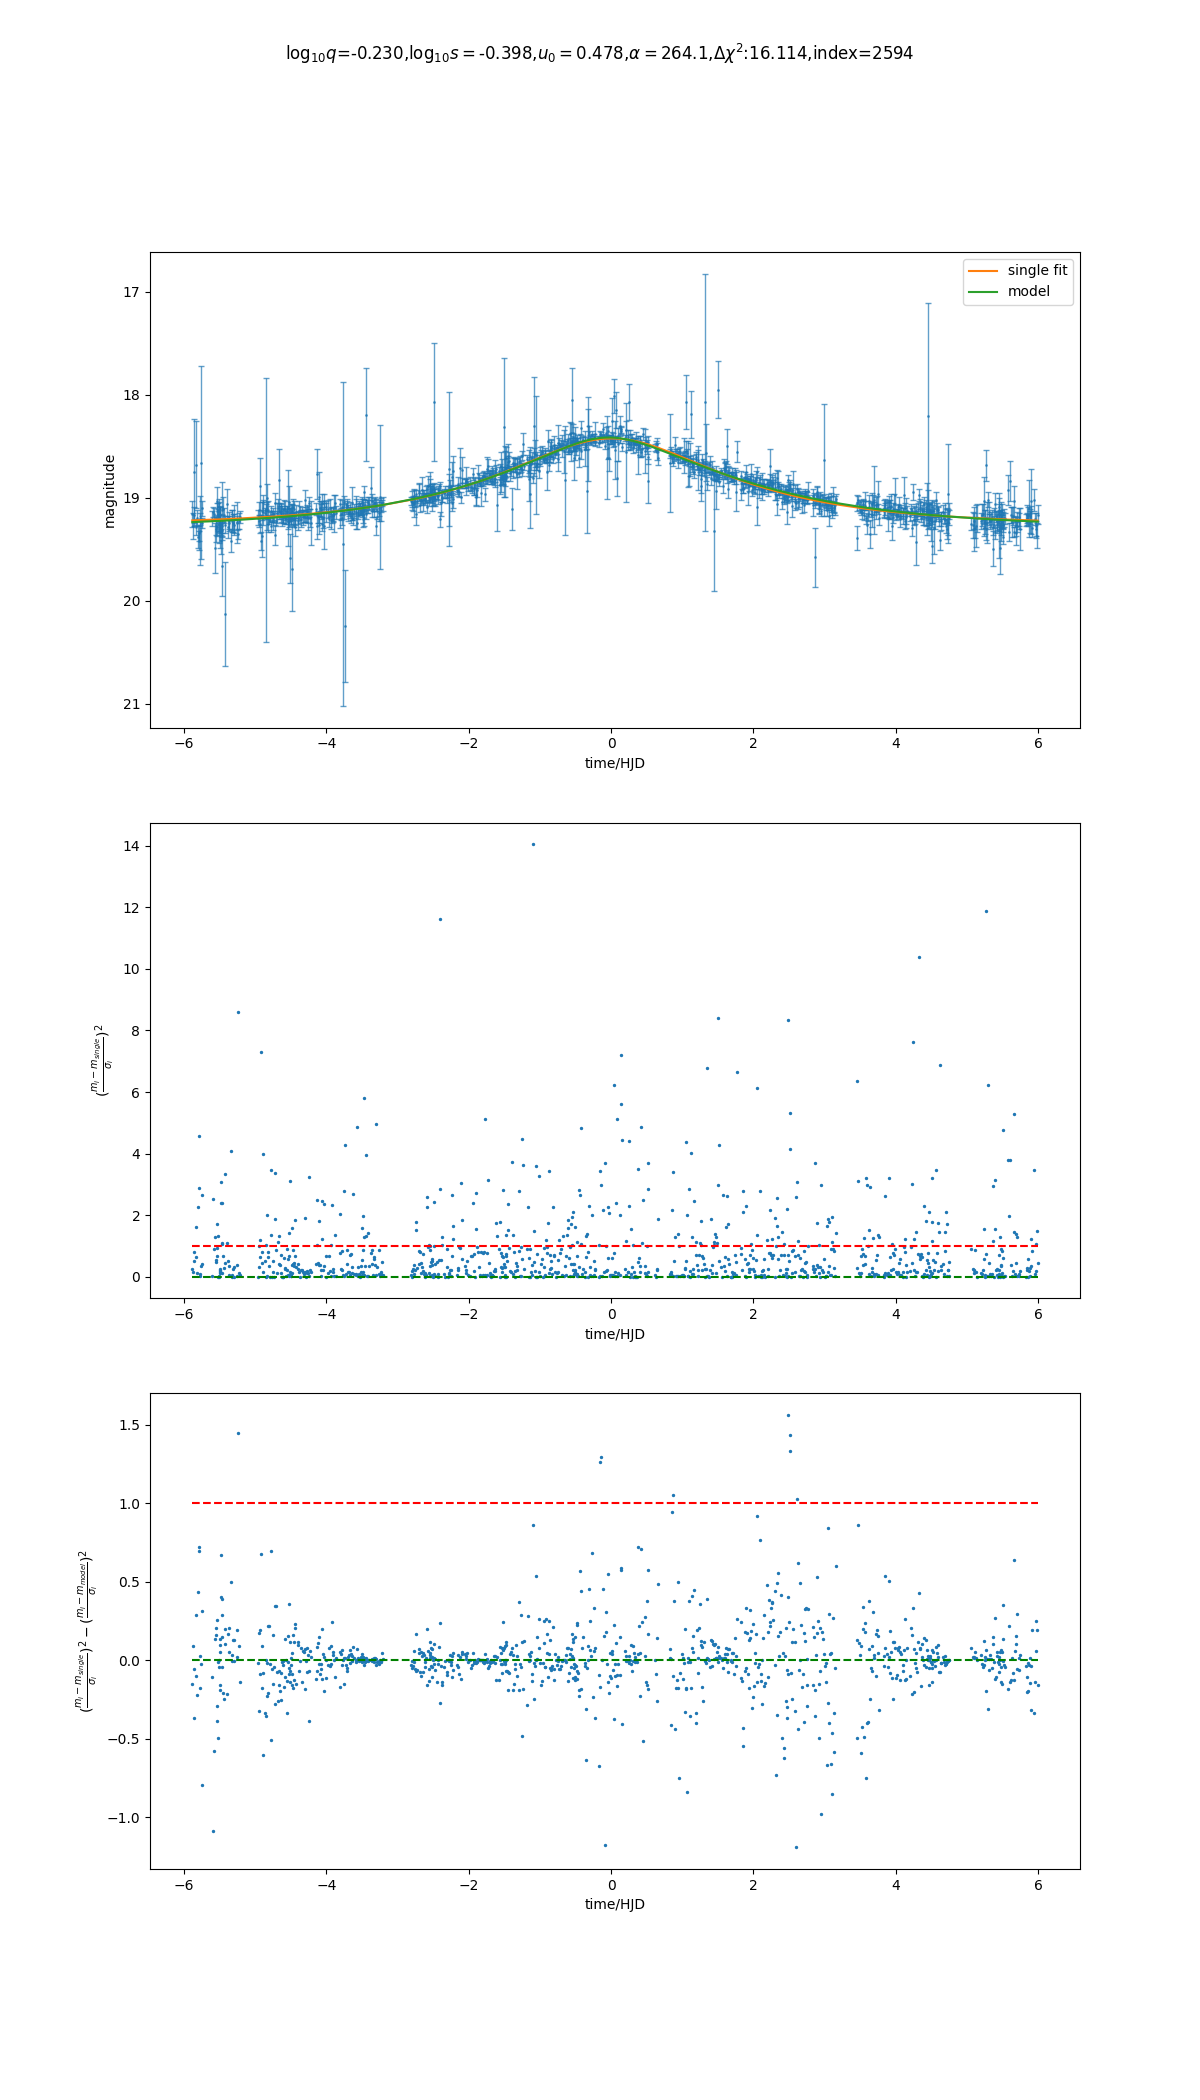 log₁₀q=-0.230,log₁₀s = -0.398,u₀ = 0.478,α = 264.1,Δχ²:16.114,index=2594
single fit
model
17
18
19
20
21
magnitude
−6 −4 −2 0 2 4 6
time/HJD
14
12
10
8
6
4
2
0
(mᵢ − m_single / σᵢ)²
−6 −4 −2 0 2 4 6
time/HJD
1.5
1.0
0.5
0.0
−0.5
−1.0
(mᵢ − m_single / σᵢ)² − (mᵢ − m_model / σᵢ)²
−6 −4 −2 0 2 4 6
time/HJD